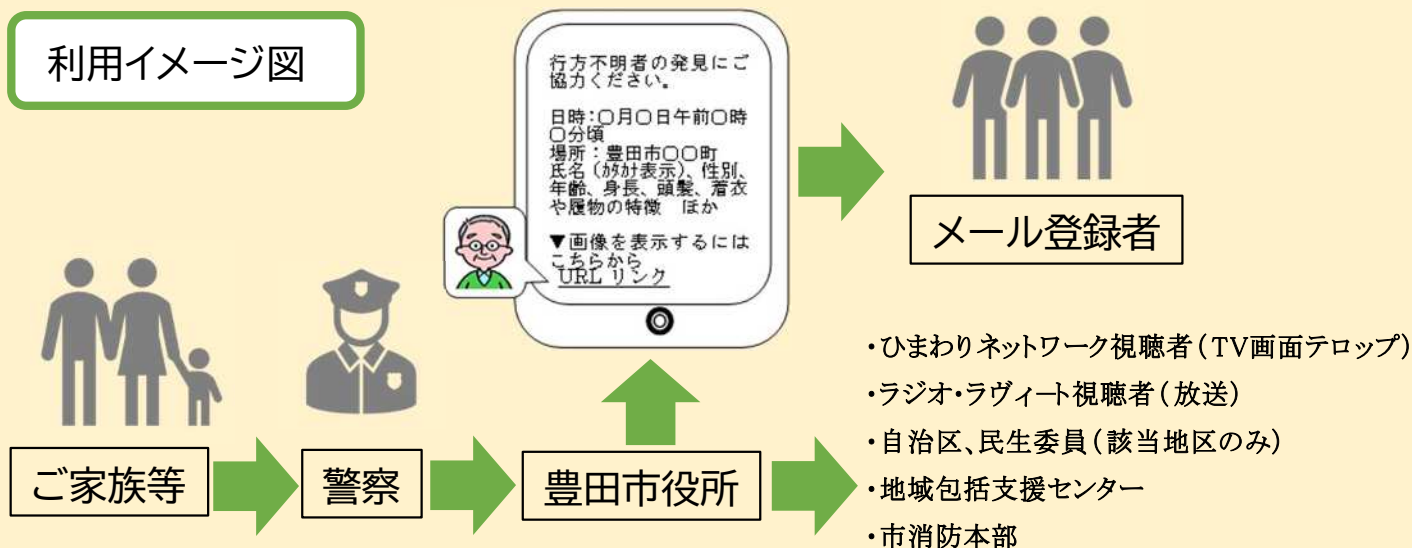 利用イメージ図
行方不明者の発見にご
協力ください。
日時：○月○日午前○時
○分頃
場所：豊田市○○町
氏名（ｶﾀｶﾅ表示）、性別、
年齢、身長、頭髪、着衣
や履物の特徴　ほか
▼画像を表示するには
こちらから
URL リンク
メール登録者
ご家族等
警察
豊田市役所
・ひまわりネットワーク視聴者（TV画面テロップ）
・ラジオ・ラヴィート視聴者（放送）
・自治区、民生委員（該当地区のみ）
・地域包括支援センター
・市消防本部